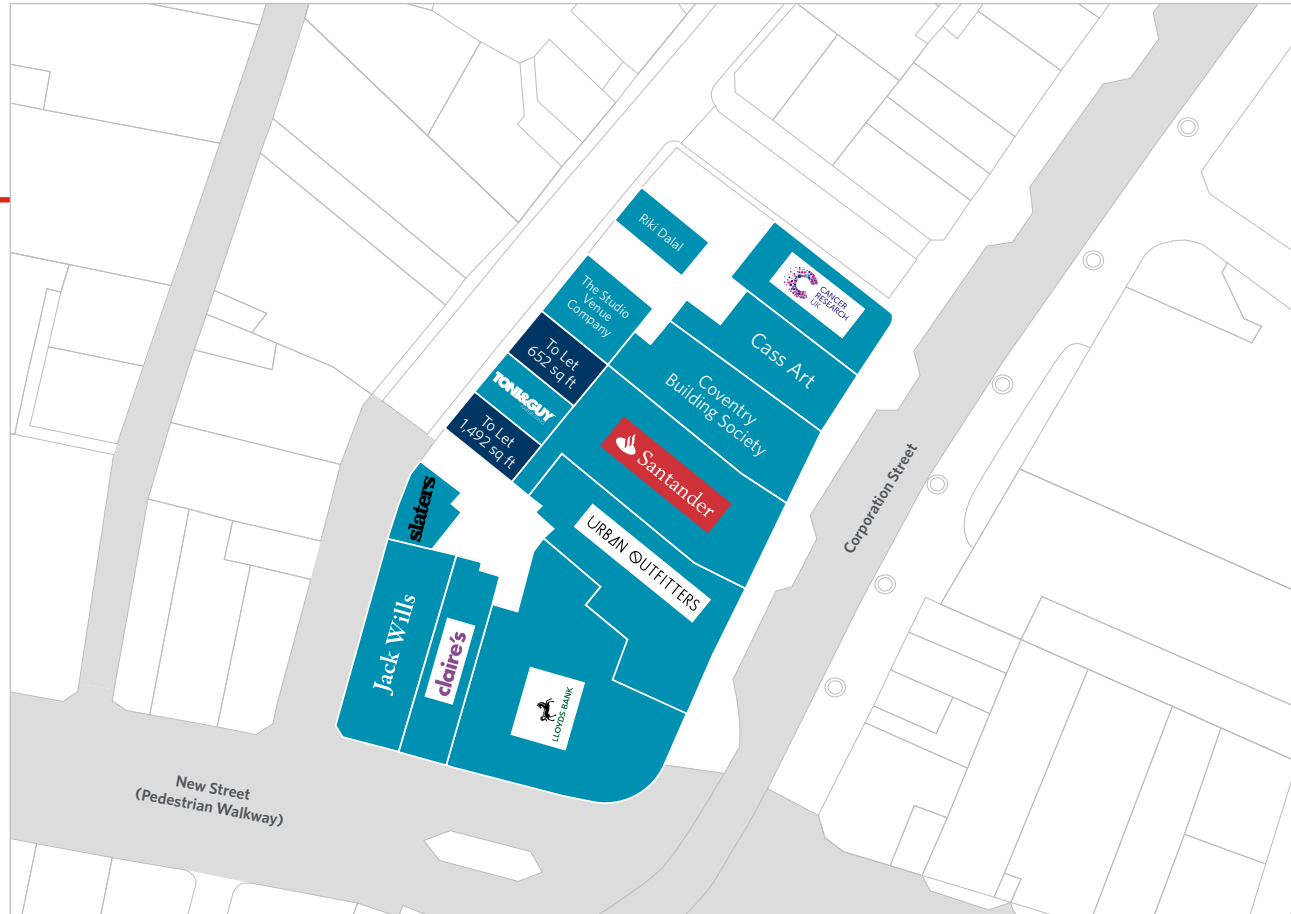 Riki Dalal
CANCER
RESEARCH
UK
The Studio
Venue
Company
Cass Art
To Let
652 sq ft
Coventry
Building Society
TONI&GUY
To Let
1,492 sq ft
Santander
slaters
URBAN OUTFITTERS
Corporation Street
Jack Wills
claire's
LLOYDS BANK
New Street
(Pedestrian Walkway)